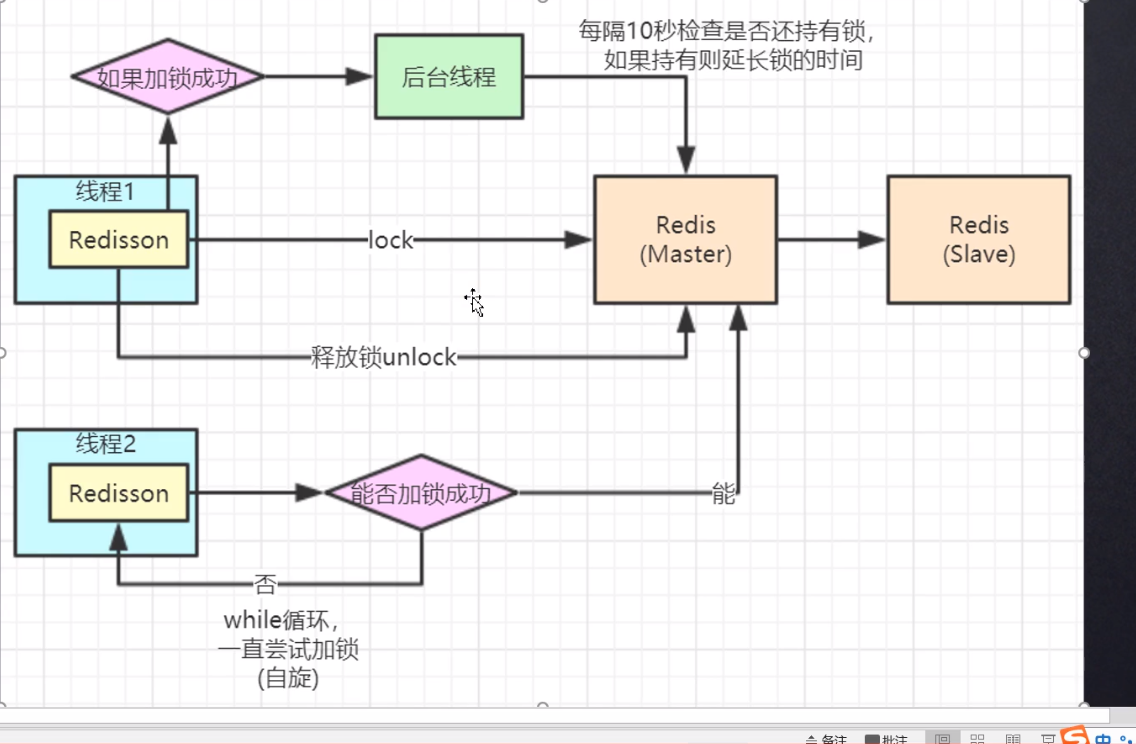 每隔10秒检查是否还持有锁，
如果持有则延长锁的时间
如果加锁成功
后台线程
线程1
Redisson
lock
Redis
(Master)
Redis
(Slave)
释放锁unlock
线程2
Redisson
能否加锁成功
能
否
while循环，
一直尝试加锁
(自旋)
备注
批注
中